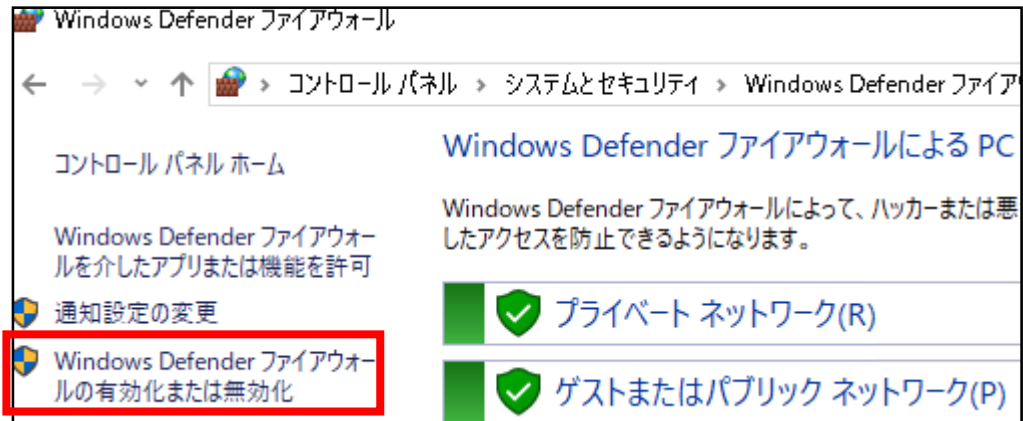 Windows Defender ファイアウォール
コントロール パネル > システムとセキュリティ > Windows Defender ファイア
コントロール パネル ホーム
Windows Defender ファイアウォー
ルを介したアプリまたは機能を許可
通知設定の変更
Windows Defender ファイアウォー
ルの有効化または無効化
Windows Defender ファイアウォールによる PC
Windows Defender ファイアウォールによって、ハッカーまたは悪
したアクセスを防止できるようになります。
プライベート ネットワーク(R)
ゲストまたはパブリック ネットワーク(P)